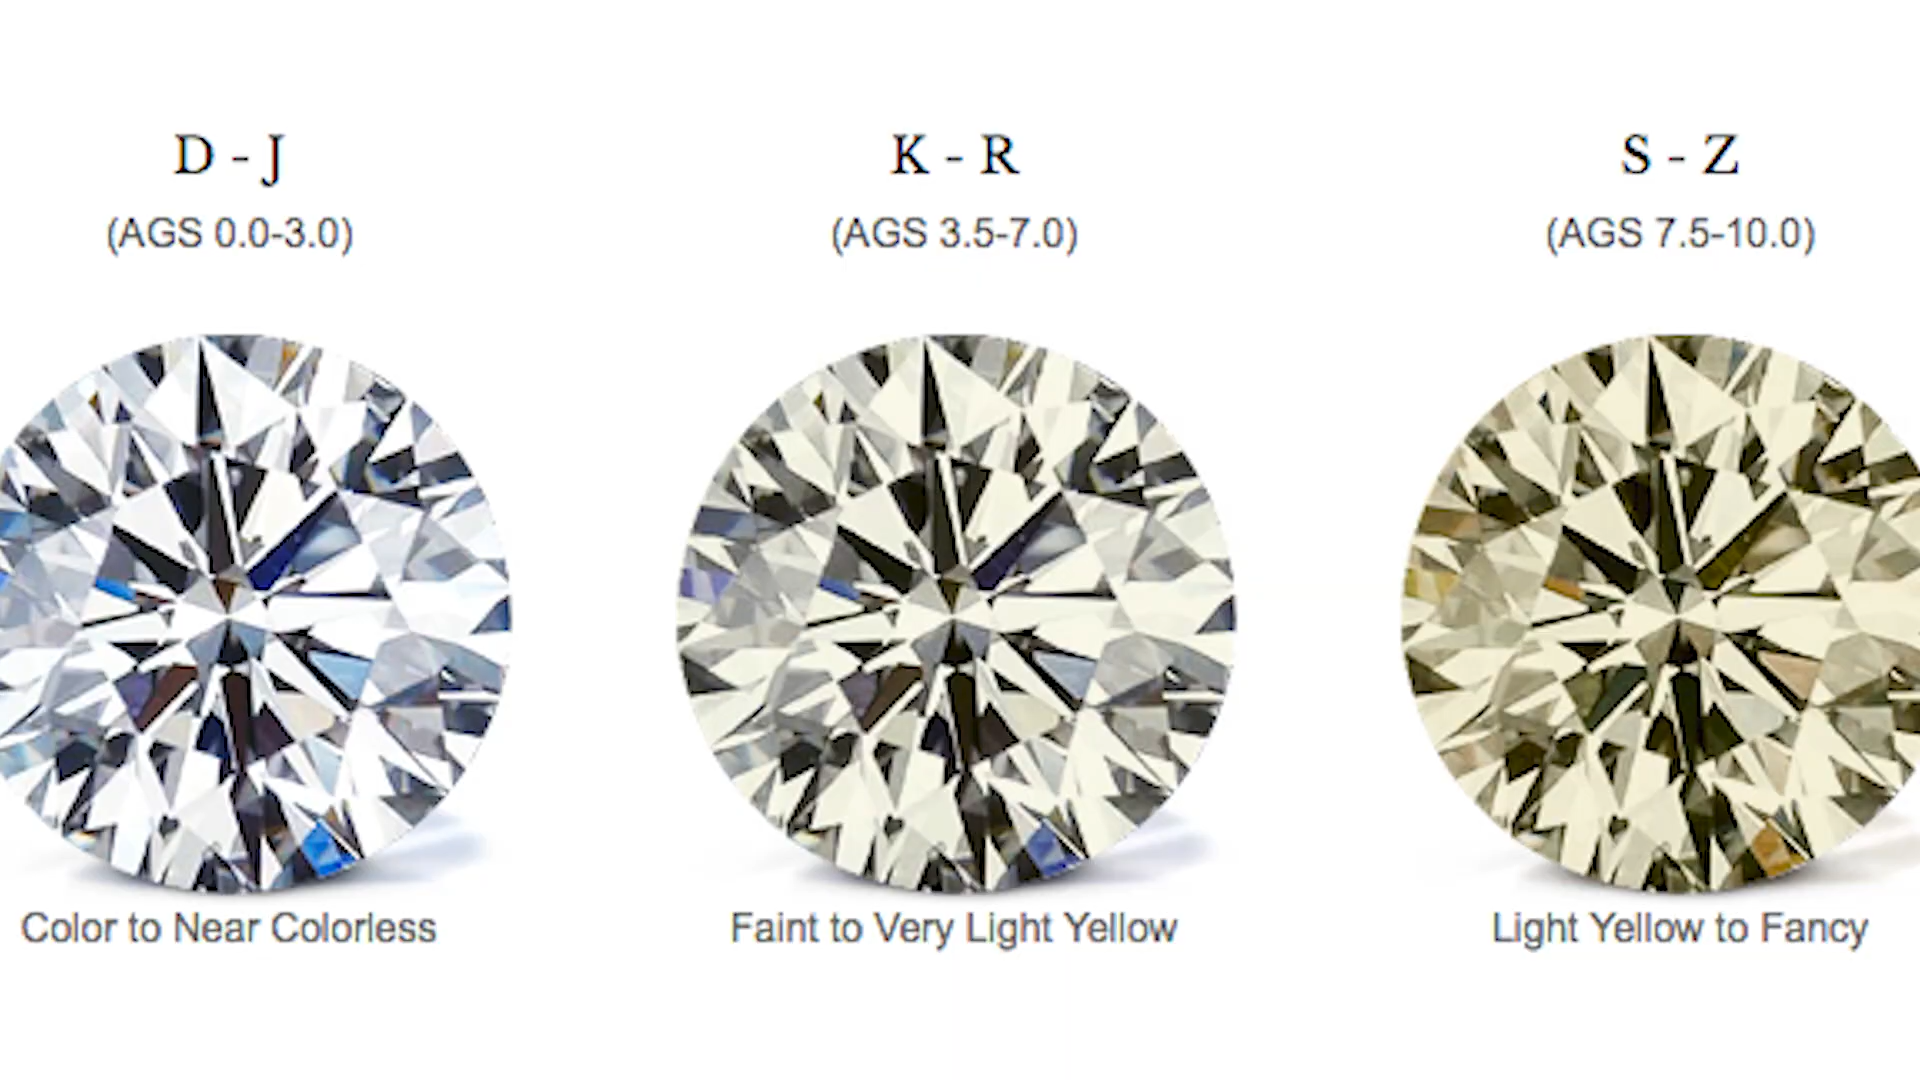 D - J
(AGS 0.0-3.0)
Color to Near Colorless
K - R
(AGS 3.5-7.0)
Faint to Very Light Yellow
S - Z
(AGS 7.5-10.0)
Light Yellow to Fancy